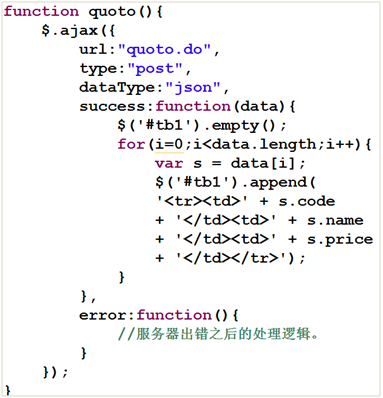 function quoto(){
    $.ajax({
        url:"quoto.do",
        type:"post",
        dataType:"json",
        success:function(data){
            $('#tb1').empty();
            for(i=0;i<data.length;i++){
                var s = data[i];
                $('#tb1').append(
                '<tr><td>' + s.code
                + '</td><td>' + s.name
                + '</td><td>' + s.price
                + '</td></tr>');
            }
        },
        error:function(){
            //服务器出错之后的处理逻辑。
        }
    });
}